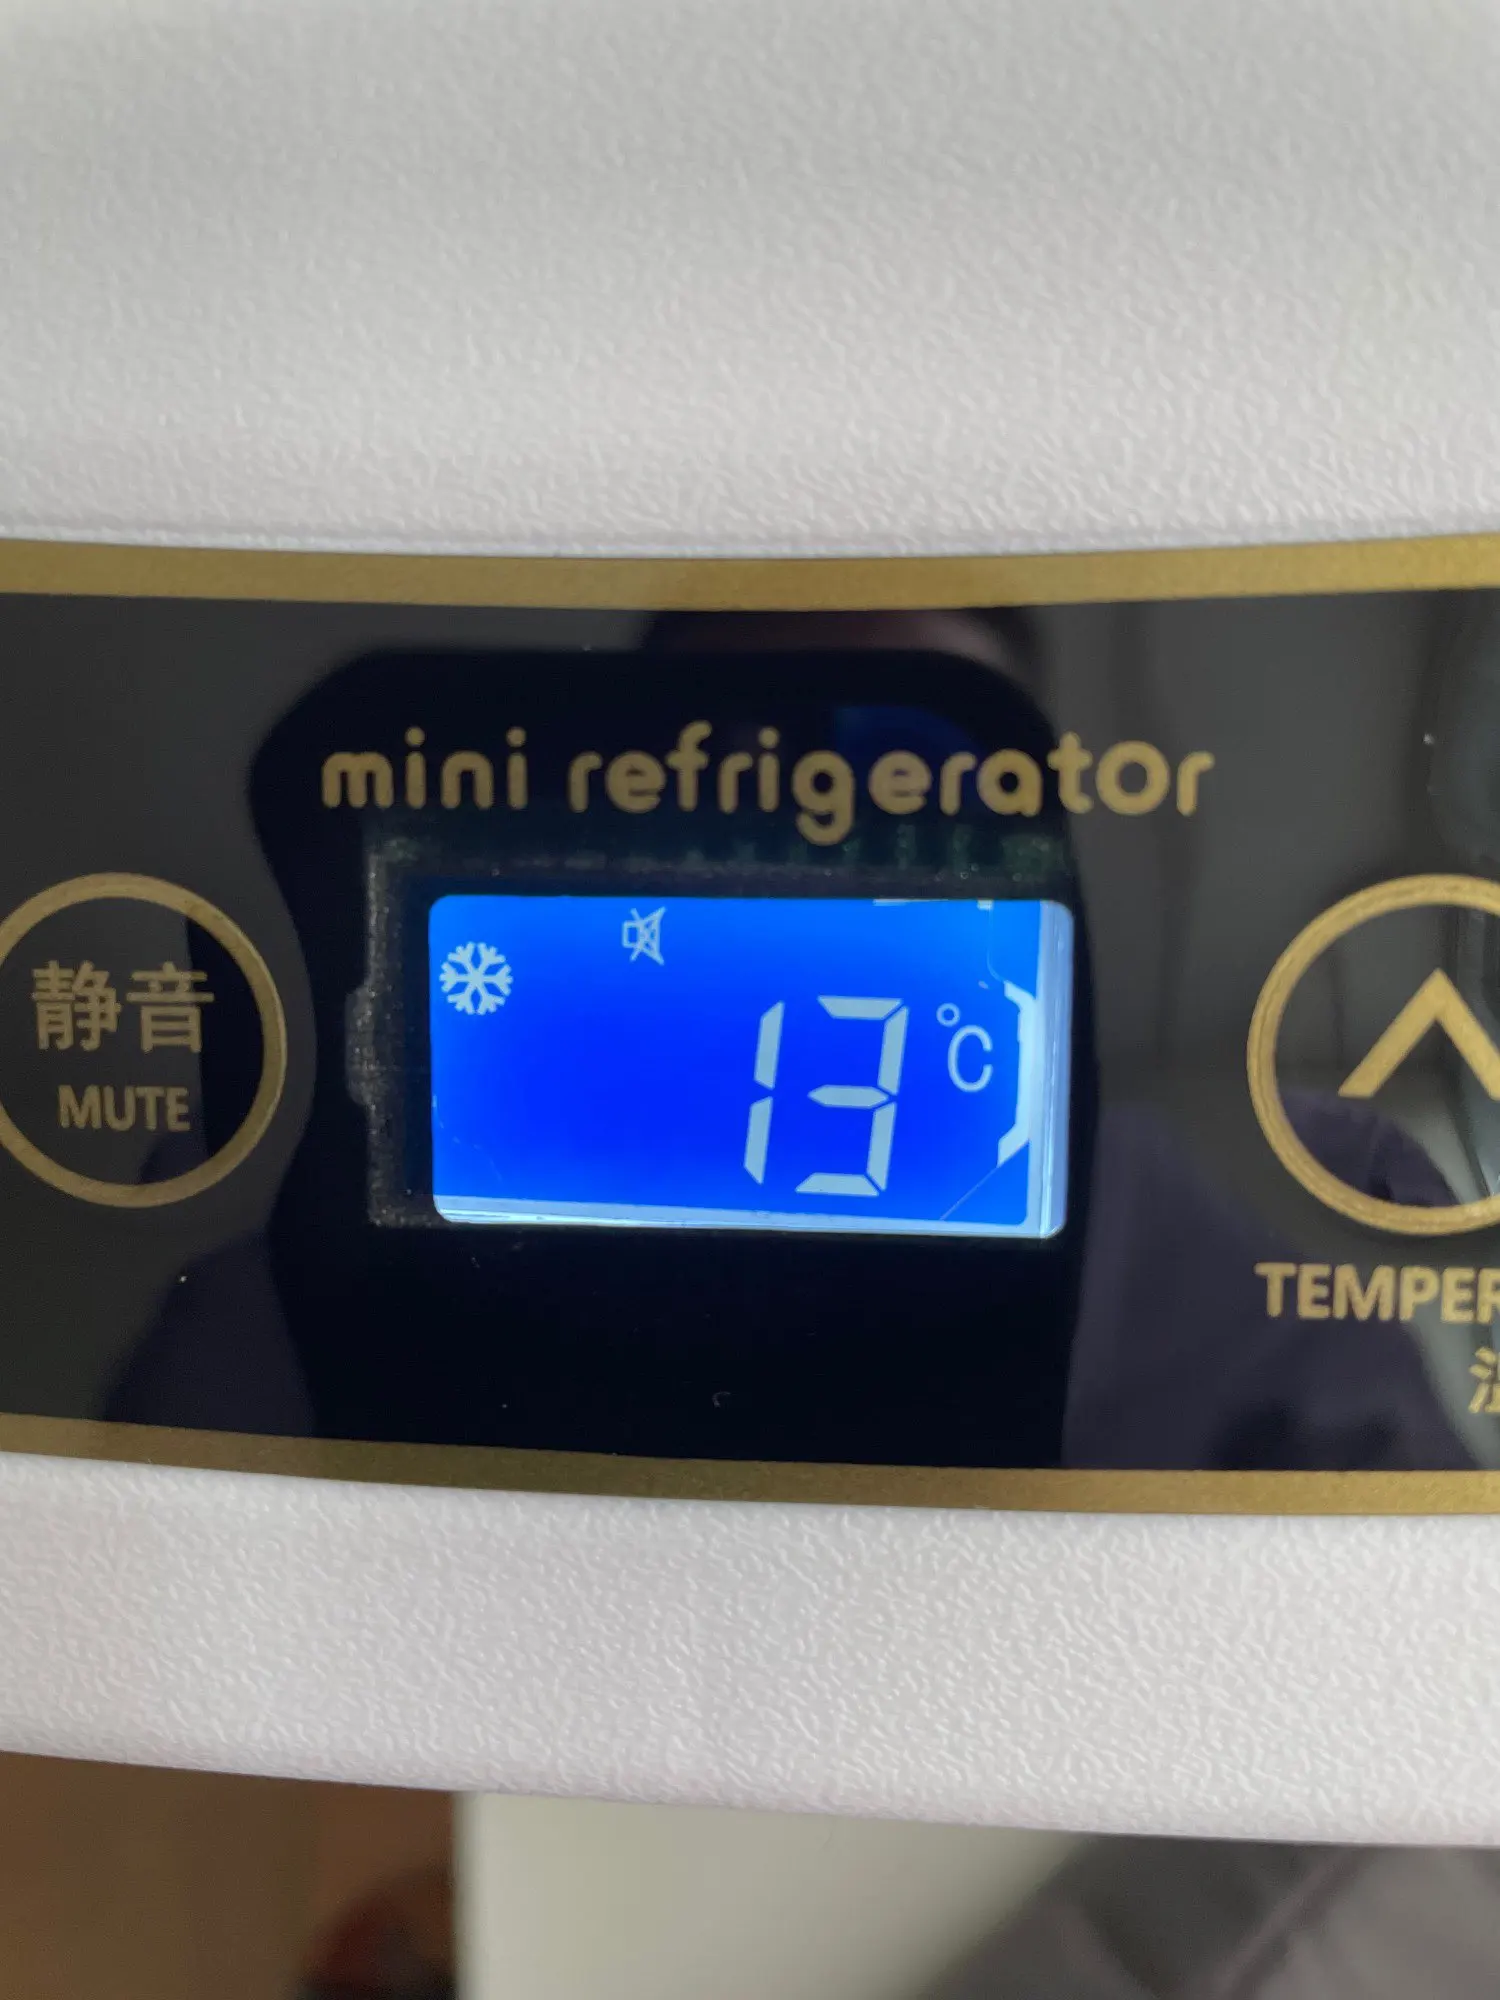 mini refrigerator
静音
MUTE
13 °C
TEMPER